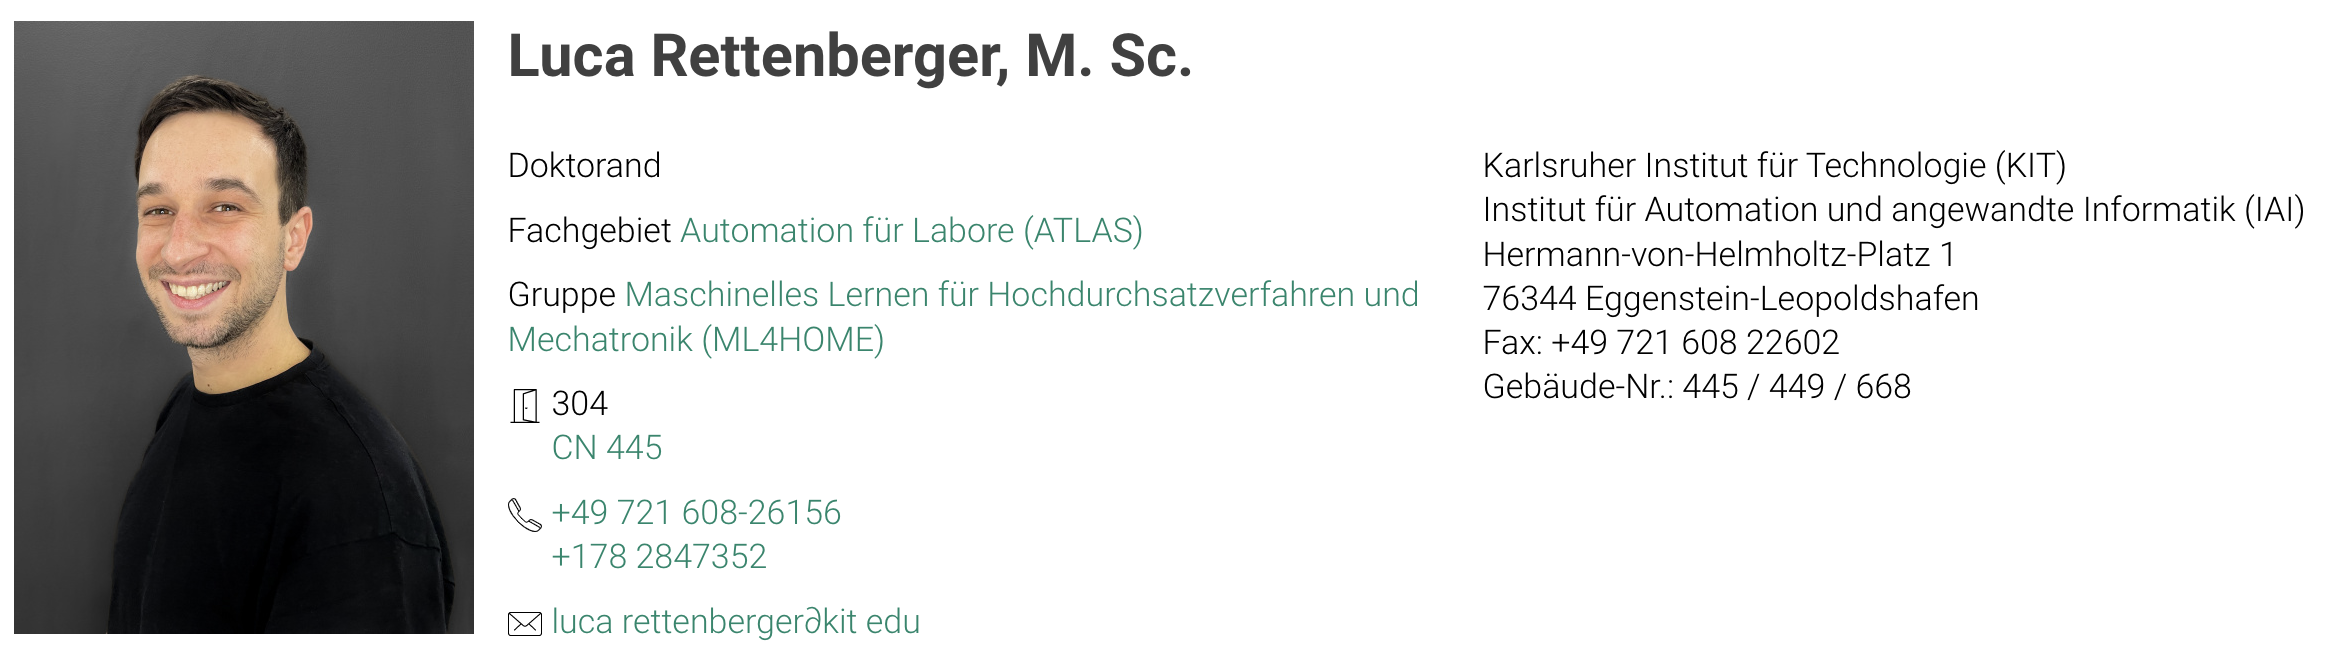 Luca Rettenberger, M. Sc.
Doktorand
Fachgebiet Automation für Labore (ATLAS)
Gruppe Maschinelles Lernen für Hochdurchsatzverfahren und
Mechatronik (ML4HOME)
304
CN 445
+49 721 608-26156
+178 2847352
luca rettenberger∂kit edu
Karlsruher Institut für Technologie (KIT)
Institut für Automation und angewandte Informatik (IAI)
Hermann-von-Helmholtz-Platz 1
76344 Eggenstein-Leopoldshafen
Fax: +49 721 608 22602
Gebäude-Nr.: 445 / 449 / 668